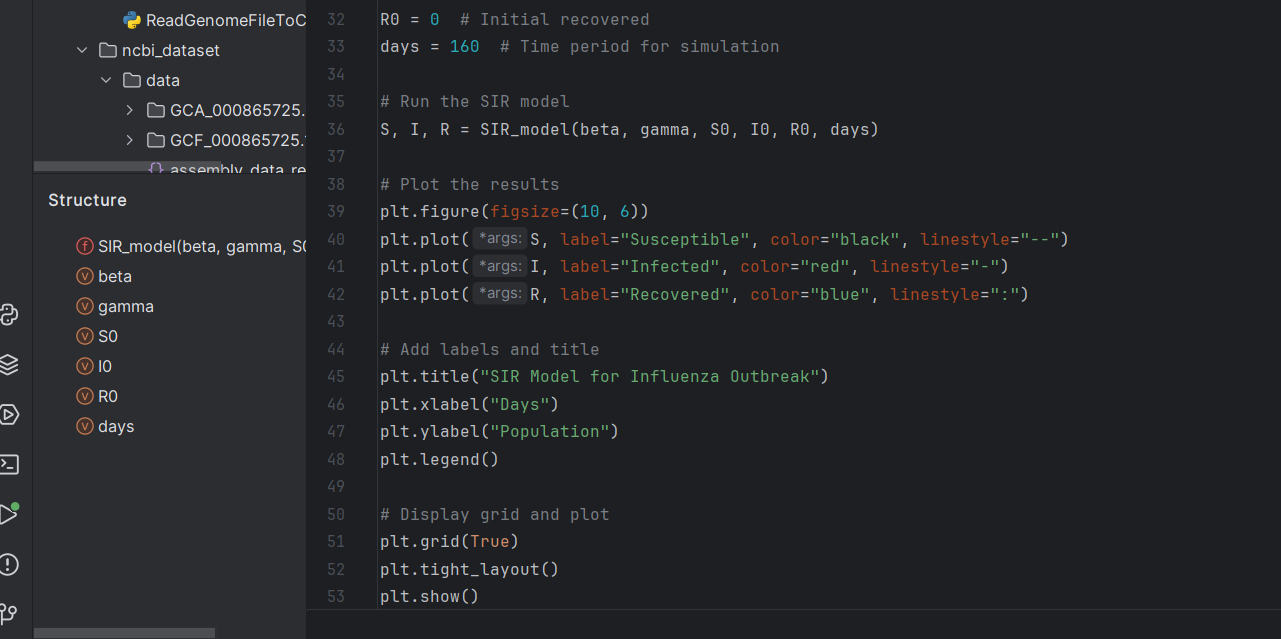 ReadGenomeFileToC
ncbi_dataset
data
GCA_000865725.
GCF_000865725.
assembly_data_re
Structure
SIR_model(beta, gamma, S0
beta
gamma
S0
I0
R0
days
32 R0 = 0  # Initial recovered
33 days = 160  # Time period for simulation
34
35 # Run the SIR model
36 S, I, R = SIR_model(beta, gamma, S0, I0, R0, days)
37
38 # Plot the results
39 plt.figure(figsize=(10, 6))
40 plt.plot( *args: S, label="Susceptible", color="black", linestyle="--")
41 plt.plot( *args: I, label="Infected", color="red", linestyle="-")
42 plt.plot( *args: R, label="Recovered", color="blue", linestyle=":")
43
44 # Add labels and title
45 plt.title("SIR Model for Influenza Outbreak")
46 plt.xlabel("Days")
47 plt.ylabel("Population")
48 plt.legend()
49
50 # Display grid and plot
51 plt.grid(True)
52 plt.tight_layout()
53 plt.show()